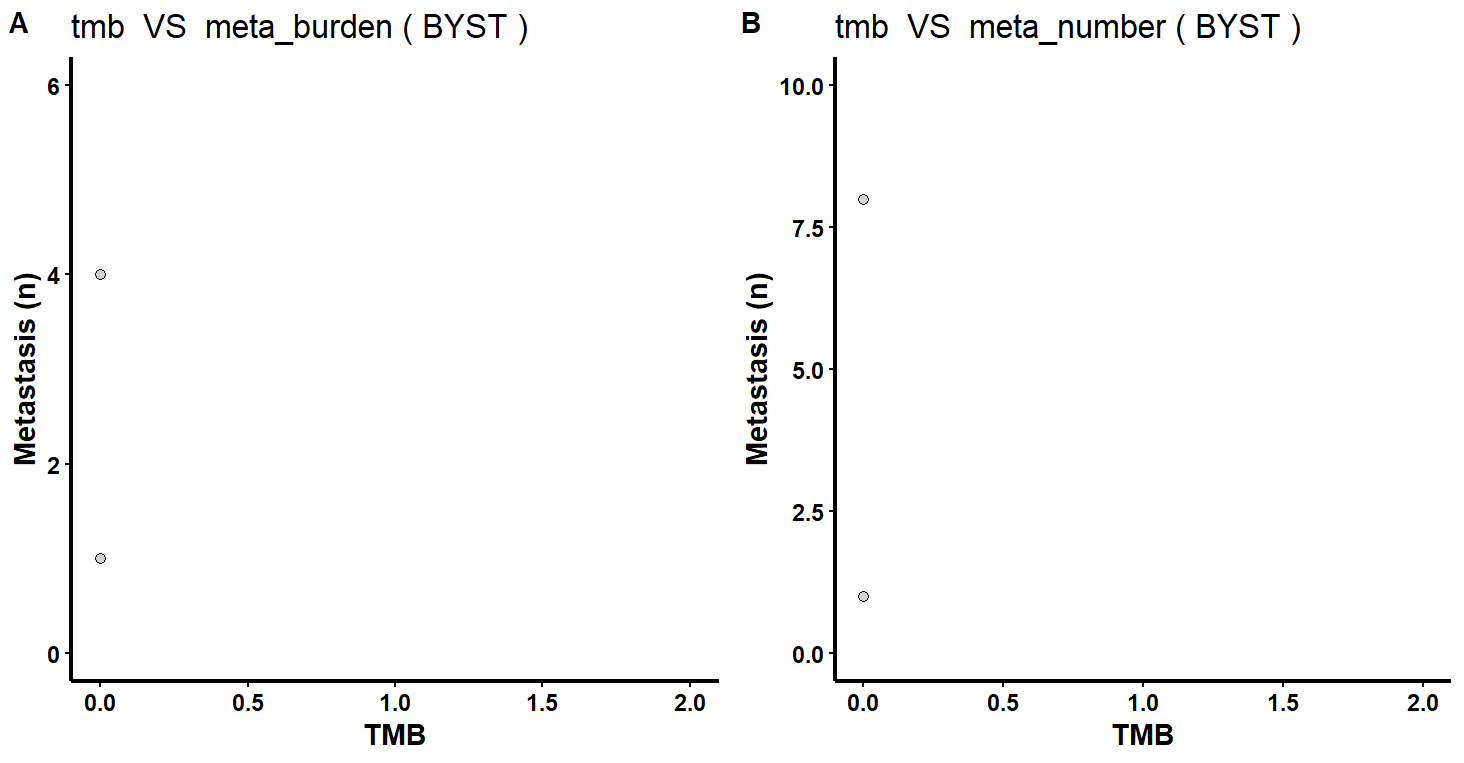 A
tmb VS meta_burden ( BYST )
6
4
2
0
Metastasis (n)
0.0 0.5 1.0 1.5 2.0
TMB
B
tmb VS meta_number ( BYST )
10.0
7.5
5.0
2.5
0.0
Metastasis (n)
0.0 0.5 1.0 1.5 2.0
TMB